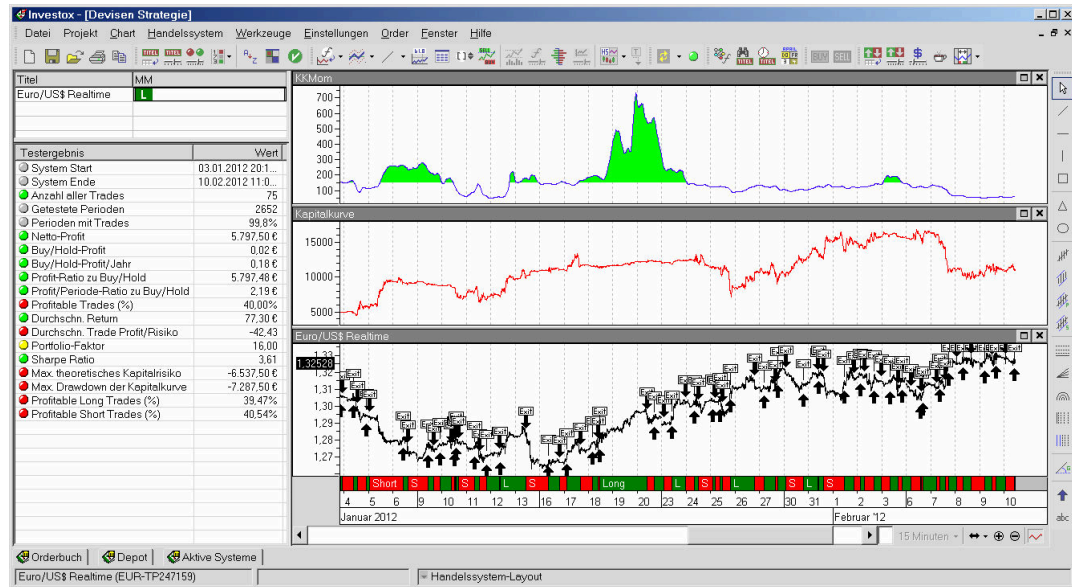 Investox - [Devisen Strategie]
Datei Projekt Chart Handelssystem Werkzeuge Einstellungen Order Fenster Hilfe
Titel MM
Euro/US$ Realtime L
Testergebnis Wert
System Start 03.01.2012 20:1...
System Ende 10.02.2012 11:0...
Anzahl aller Trades 75
Getestete Perioden 2652
Perioden mit Trades 99,8%
Netto-Profit 5.797,50 €
Buy/Hold-Profit 0,02 €
Buy/Hold-Profit/Jahr 0,18 €
Profit-Ratio zu Buy/Hold 5.797,48 €
Profit/Periode-Ratio zu Buy/Hold 2,19 €
Profitable Trades (%) 40,00%
Durchschn. Return 77,30 €
Durchschn. Trade Profit/Risiko -42,43
Portfolio-Faktor 16,00
Sharpe Ratio 3,61
Max. theoretisches Kapitalrisiko -6.537,50 €
Max. Drawdown der Kapitalkurve -7.287,50 €
Profitable Long Trades (%) 39,47%
Profitable Short Trades (%) 40,54%
KKMom
700
600
500
400
300
200
100
Kapitalkurve
15000
10000
5000
Euro/US$ Realtime
1,33
1,32528
1,31
1,30
1,29
1,28
1,27
Short S S L S Long L S L S L S
4 5 6 9 10 11 12 13 16 17 18 19 20 23 24 25 26 27 30 31 1 2 3 6 7 8 9 10
Januar 2012 Februar '12
15 Minuten
abc
Orderbuch Depot Aktive Systeme
Euro/US$ Realtime (EUR-TP247159) Handelssystem-Layout